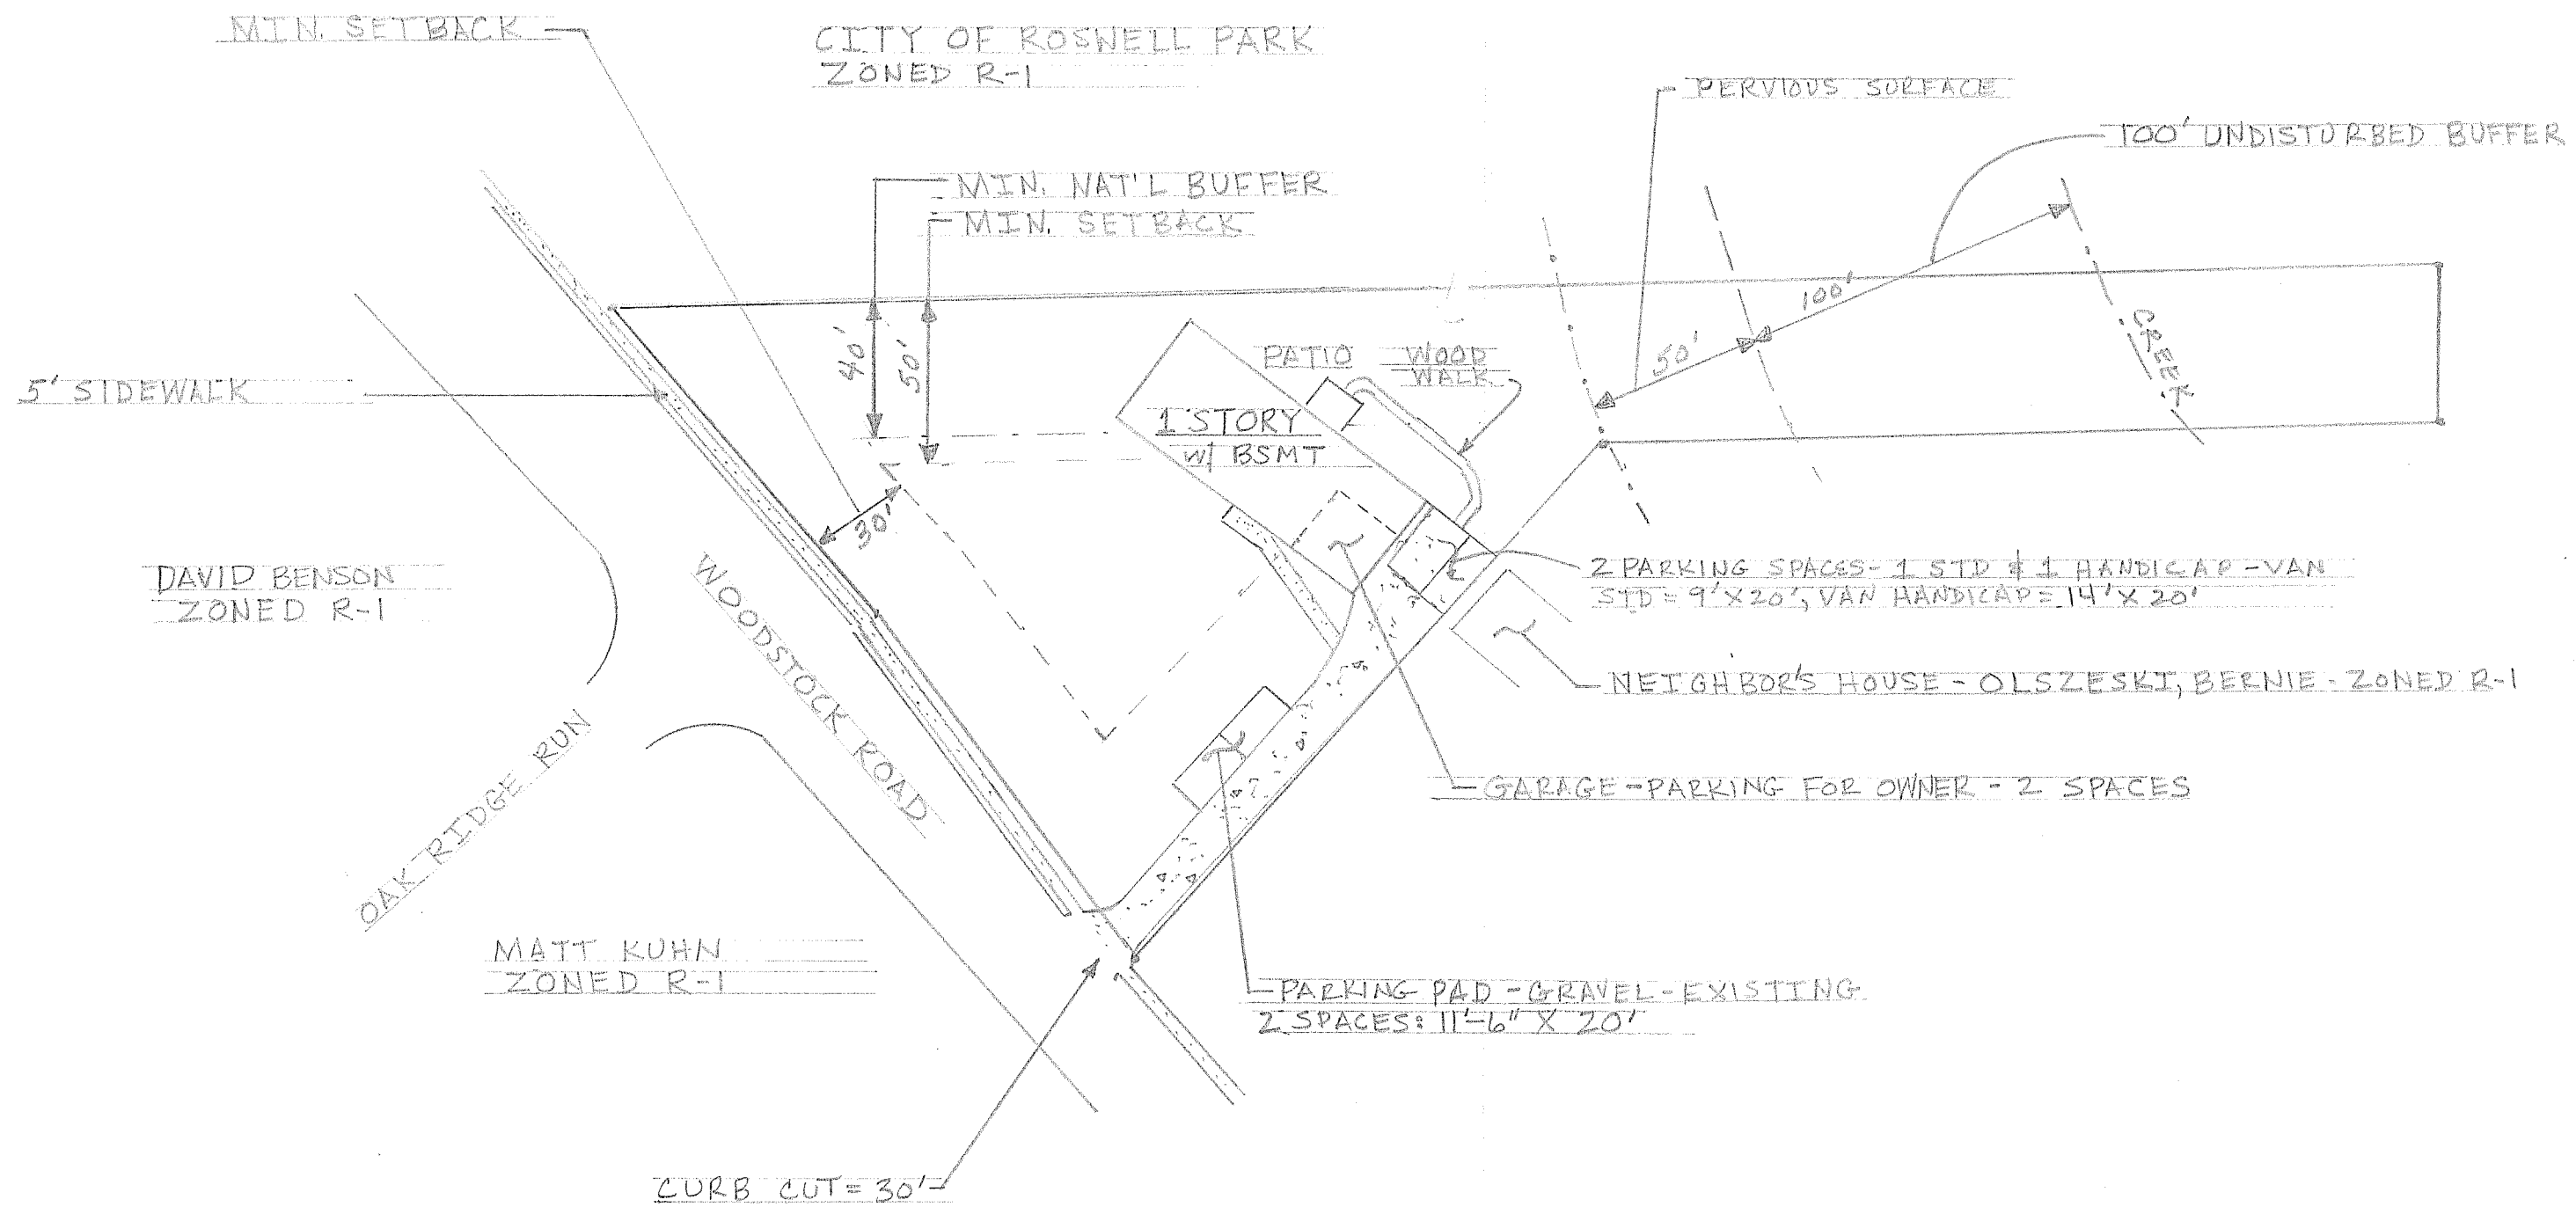 MIN. SETBACK
CITY OF ROSWELL PARK
ZONED R-1
PERVIOUS SURFACE
100' UNDISTURBED BUFFER
MIN. NAT'L BUFFER
MIN. SETBACK
40'
50'
30'
50'
100'
CREEK
PATIO
WOOD
WALK
1 STORY
w/ BSMT
5' SIDEWALK
DAVID BENSON
ZONED R-1
WOODSTOCK ROAD
OAK RIDGE RUN
2 PARKING SPACES - 1 STD & 1 HANDICAP - VAN
STD = 9' X 20', VAN HANDICAP = 14' X 20'
NEIGHBOR'S HOUSE - OLSZESKI, BERNIE - ZONED R-1
GARAGE - PARKING FOR OWNER - 2 SPACES
MATT KUHN
ZONED R-1
PARKING PAD - GRAVEL - EXISTING
2 SPACES: 11'-6" X 20'
CURB CUT = 30'